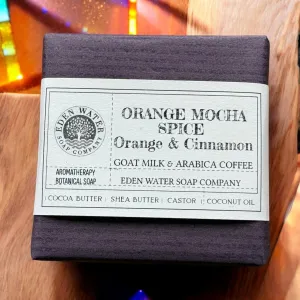 EDEN WATER
SOAP COMPANY
AROMATHERAPY
BOTANICAL SOAP
ORANGE MOCHA
SPICE
Orange & Cinnamon
GOAT MILK & ARABICA COFFEE
EDEN WATER SOAP COMPANY
COCOA BUTTER : SHEA BUTTER : CASTOR : COCONUT OIL